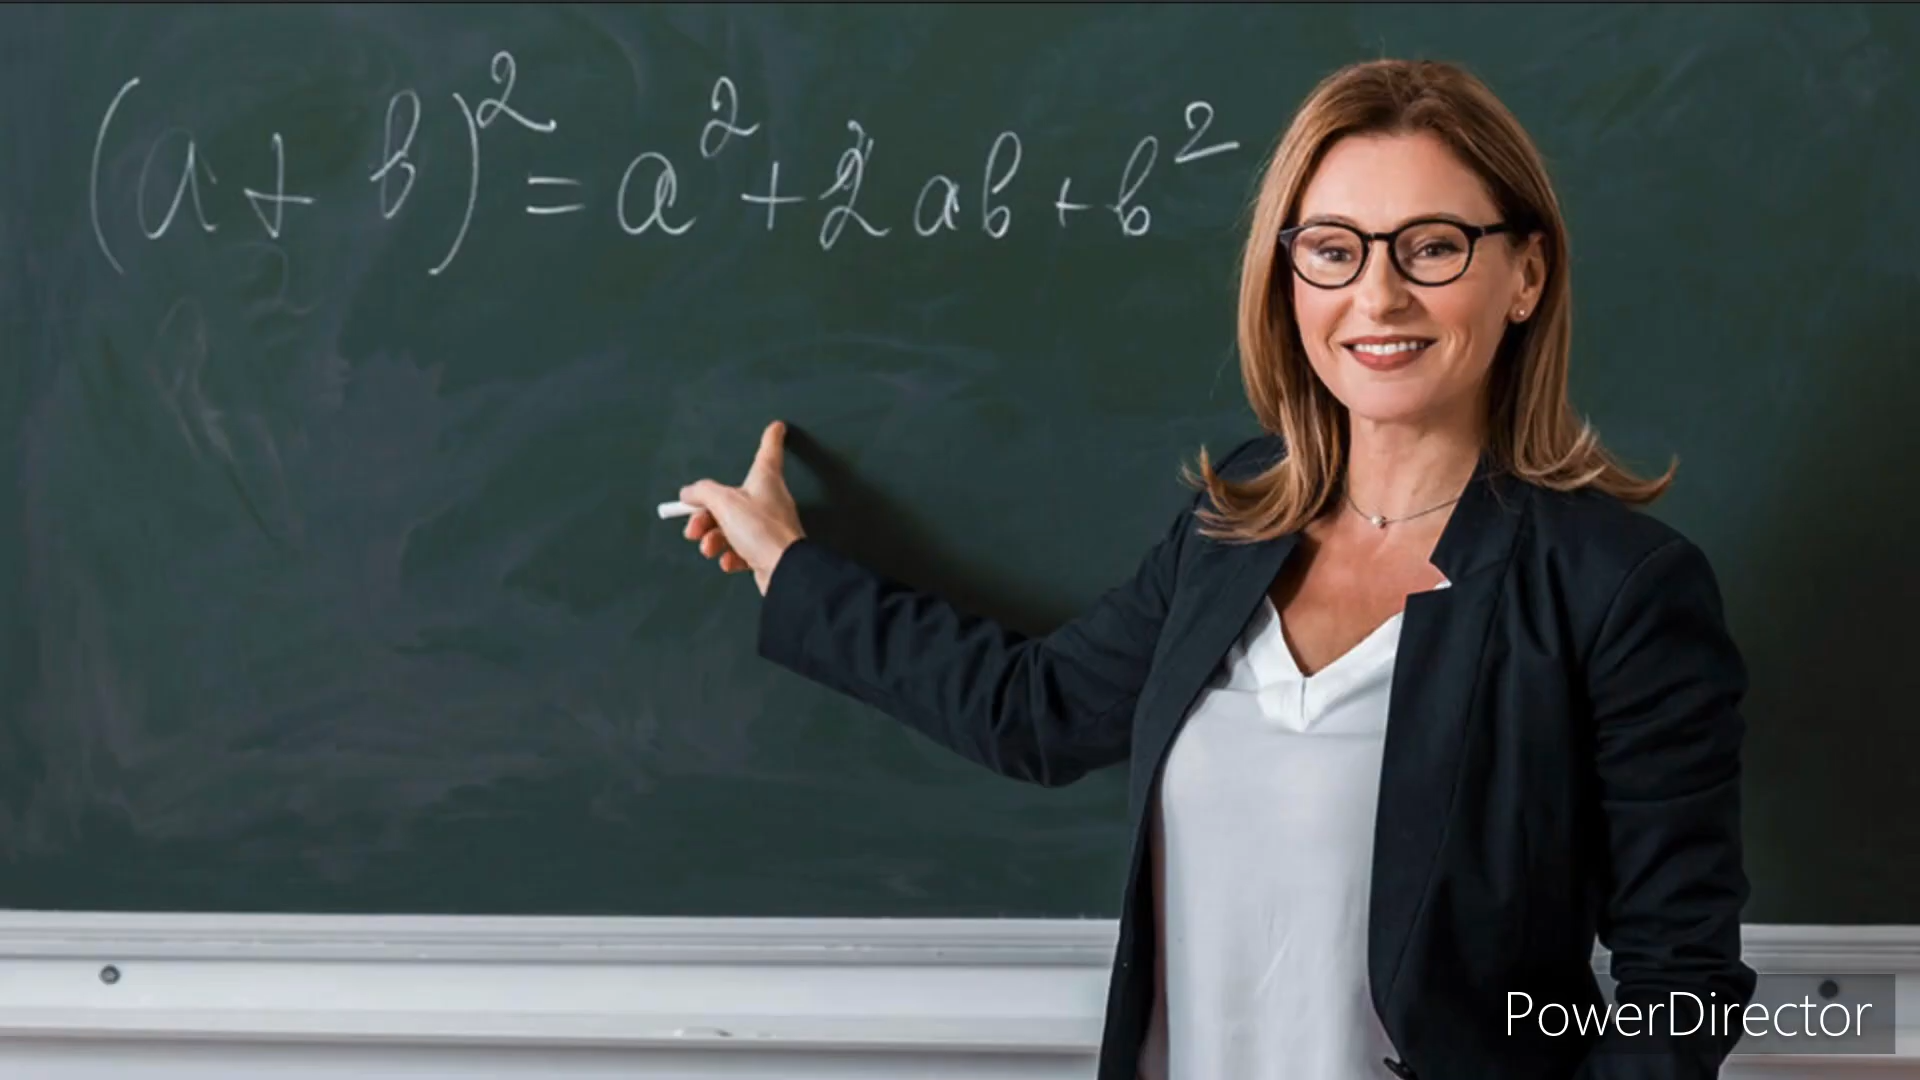 (a + b)² = a² + 2ab + b²
PowerDirector